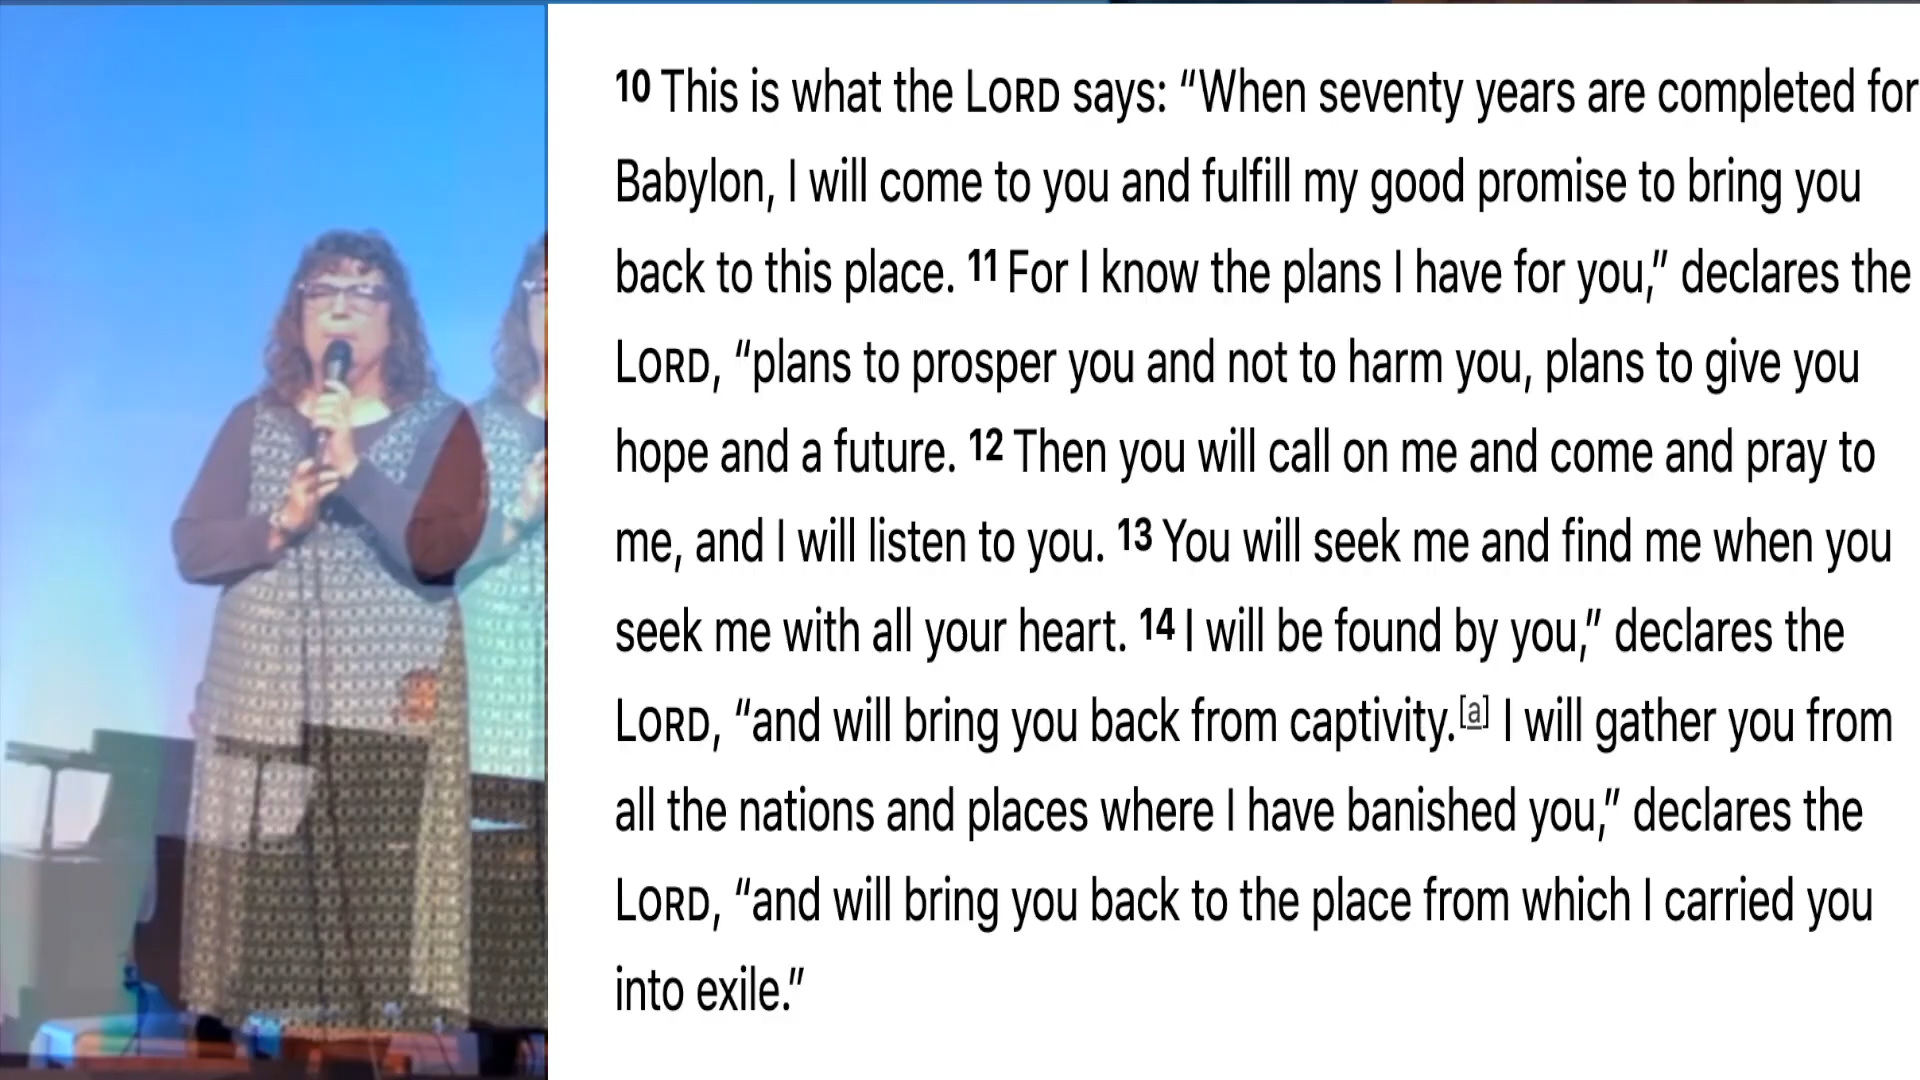 10 This is what the LORD says: “When seventy years are completed for
Babylon, I will come to you and fulfill my good promise to bring you
back to this place. 11 For I know the plans I have for you,” declares the
LORD, “plans to prosper you and not to harm you, plans to give you
hope and a future. 12 Then you will call on me and come and pray to
me, and I will listen to you. 13 You will seek me and find me when you
seek me with all your heart. 14 I will be found by you,” declares the
LORD, “and will bring you back from captivity.[a] I will gather you from
all the nations and places where I have banished you,” declares the
LORD, “and will bring you back to the place from which I carried you
into exile.”